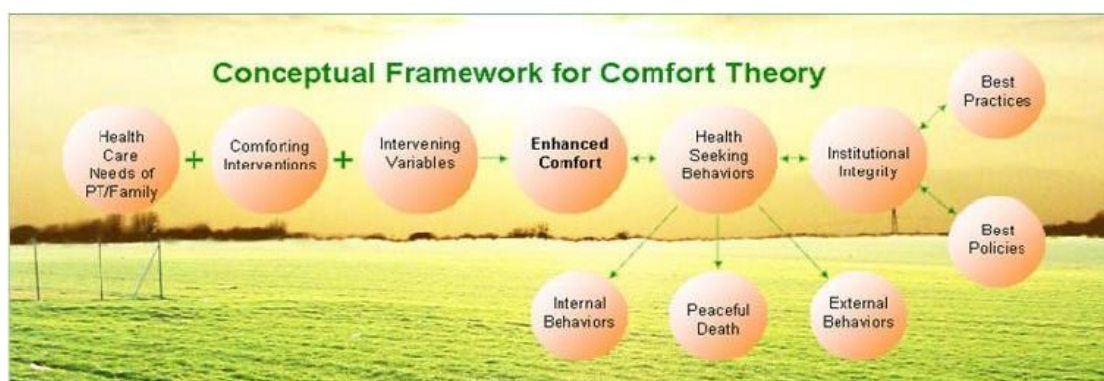 Conceptual Framework for Comfort Theory
Health
Care
Needs of
PT/Family
+
Comforting
Interventions
+
Intervening
Variables
Enhanced
Comfort
Health
Seeking
Behaviors
Institutional
Integrity
Best
Practices
Best
Policies
Internal
Behaviors
Peaceful
Death
External
Behaviors